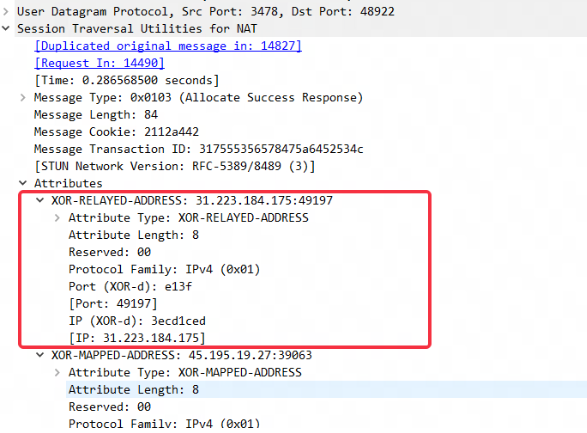 User Datagram Protocol, Src Port: 3478, Dst Port: 48922
Session Traversal Utilities for NAT
[Duplicated original message in: 14827]
[Request In: 14490]
[Time: 0.286568500 seconds]
Message Type: 0x0103 (Allocate Success Response)
Message Length: 84
Message Cookie: 2112a442
Message Transaction ID: 317555356578475a6452534c
[STUN Network Version: RFC-5389/8489 (3)]
Attributes
XOR-RELAYED-ADDRESS: 31.223.184.175:49197
Attribute Type: XOR-RELAYED-ADDRESS
Attribute Length: 8
Reserved: 00
Protocol Family: IPv4 (0x01)
Port (XOR-d): e13f
[Port: 49197]
IP (XOR-d): 3ecd1ced
[IP: 31.223.184.175]
XOR-MAPPED-ADDRESS: 45.195.19.27:39063
Attribute Type: XOR-MAPPED-ADDRESS
Attribute Length: 8
Reserved: 00
Protocol Family: IPv4 (0x01)